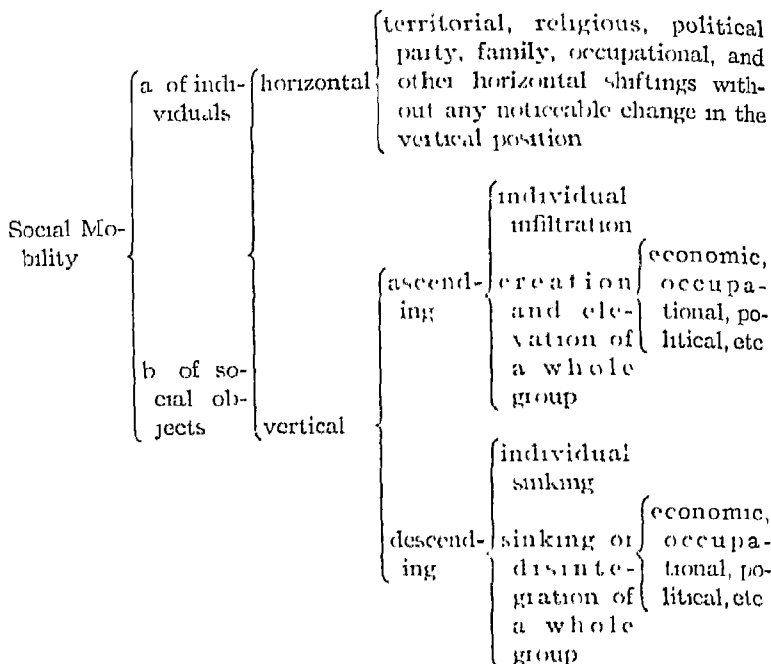 territorial, religious, political
party, family, occupational, and
other horizontal shiftings with-
out any noticeable change in the
vertical position
a of indi-
viduals
horizontal
Social Mo-
bility
b of so-
cial ob-
jects
vertical
ascend-
ing
individual
infiltration
creation
and ele-
vation of
a whole
group
economic,
occupa-
tional, po-
litical, etc
descend-
ing
individual
sinking
sinking or
disinte-
gration of
a whole
group
economic,
occupa-
tional, po-
litical, etc